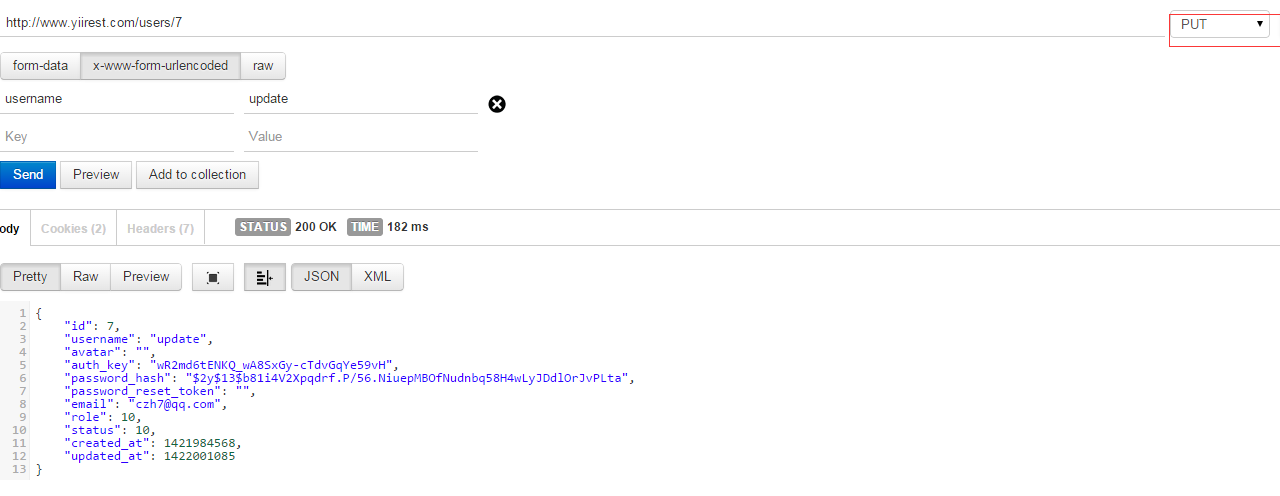 http://www.yiirest.com/users/7 PUT
form-data x-www-form-urlencoded raw
username update
Key Value
Send Preview Add to collection
ody Cookies (2) Headers (7) STATUS 200 OK TIME 182 ms
Pretty Raw Preview JSON XML
1 {
2 "id": 7,
3 "username": "update",
4 "avatar": "",
5 "auth_key": "wR2md6tENKQ_wA8SxGy-cTdvGqYe59vH",
6 "password_hash": "$2y$13$b81i4V2Xpqdrf.P/56.NiuepMBOfNudnbq58H4wLyJDdlOrJvPLta",
7 "password_reset_token": "",
8 "email": "czh7@qq.com",
9 "role": 10,
10 "status": 10,
11 "created_at": 1421984568,
12 "updated_at": 1422001085
13 }